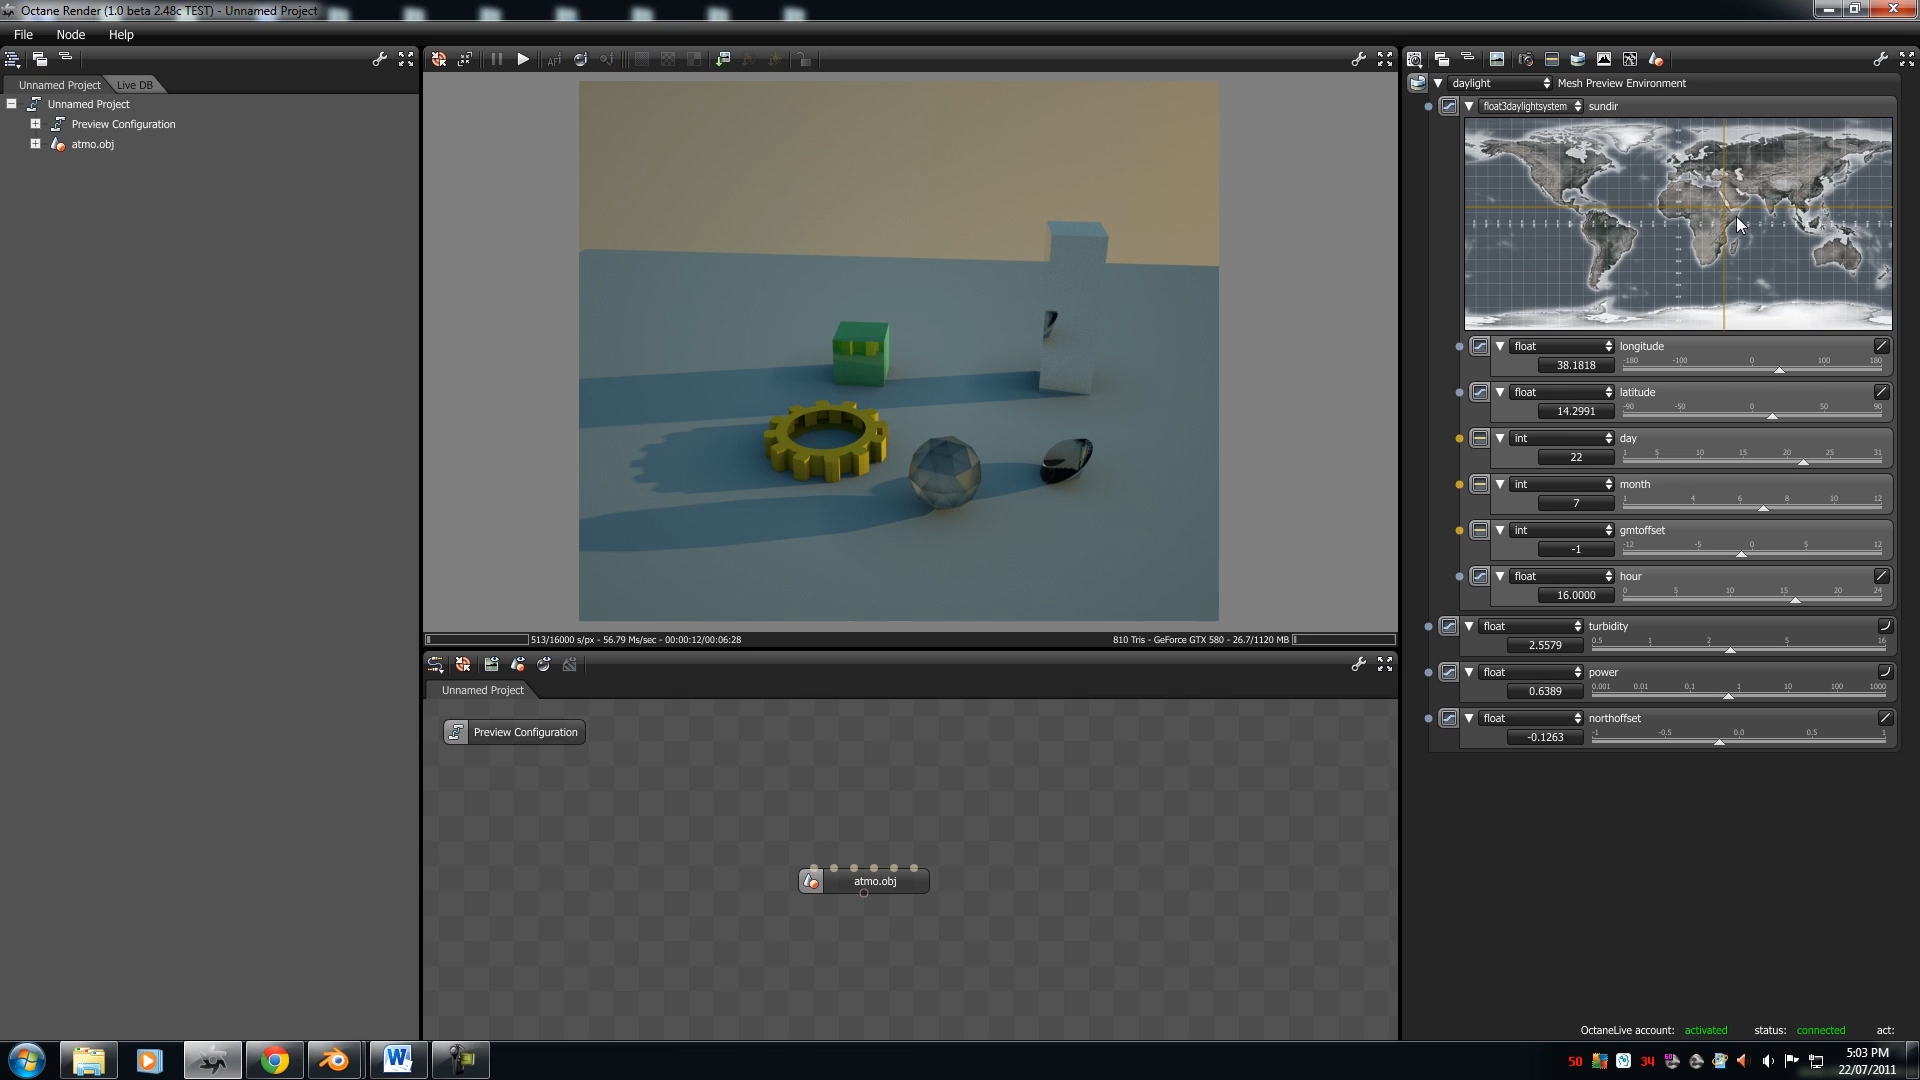 Octane Render (1.0 beta 2.48c TEST) - Unnamed Project
File Node Help
Unnamed Project Live DB
Unnamed Project
Preview Configuration
atmo.obj
513/16000 s/px - 56.79 Ms/sec - 00:00:12/00:06:28
810 Tris - GeForce GTX 580 - 26.7/1120 MB
Unnamed Project
Preview Configuration
atmo.obj
daylight Mesh Preview Environment
float3daylightsystem sundir
float longitude
38.1818 -180 -100 0 100 180
float latitude
14.2991 -90 -50 0 50 90
int day
22 1 5 10 15 20 25 31
int month
7 1 4 6 8 10 12
int gmtoffset
-1 -12 -5 0 5 12
float hour
16.0000 0 5 10 15 20 24
float turbidity
2.5579 0.5 1 2 5 16
float power
0.6389 0.001 0.01 0.1 1 10 100 1000
float northoffset
-0.1263 -1 -0.5 0.0 0.5 1
OctaneLive account: activated status: connected act:
50 34
5:03 PM
22/07/2011